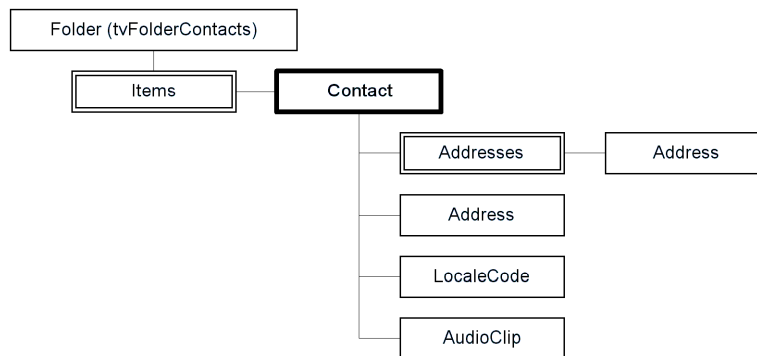 Folder (tvFolderContacts)
Items
Contact
Addresses
Address
Address
LocaleCode
AudioClip